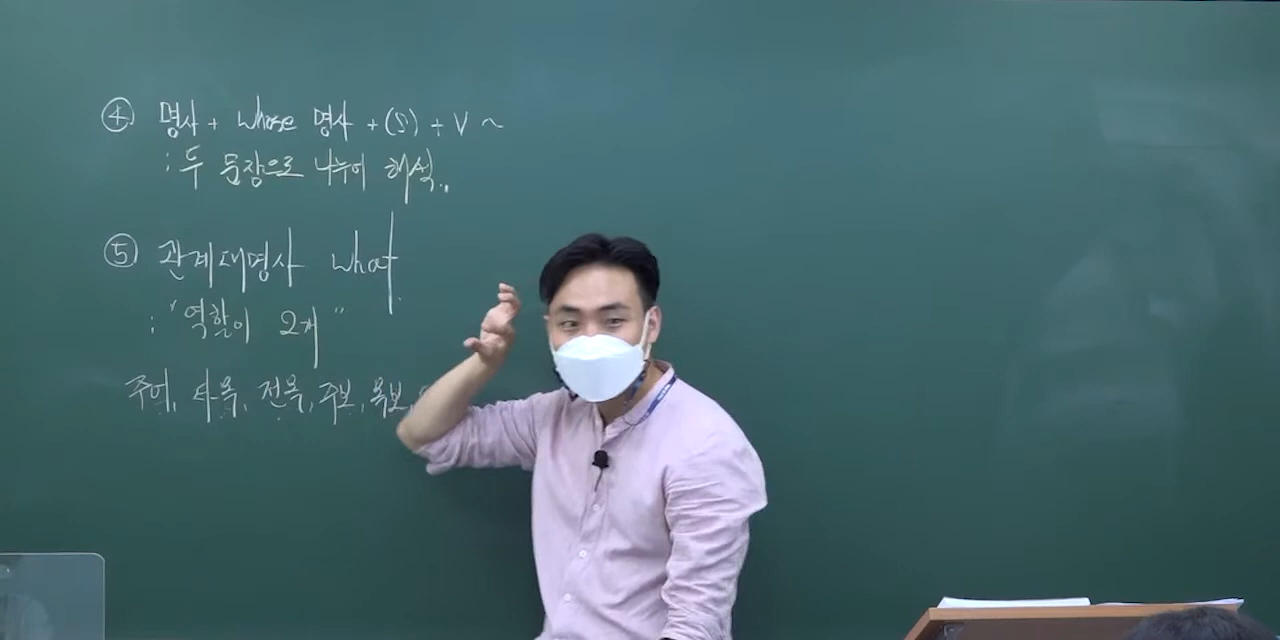 ④ 명사 + whose 명사 + (S) + V ~
: 두 문장으로 나누어 해석..
⑤ 관계대명사 what
: "역할이 2개"
주어, 타목, 전목, 주보, 목보,